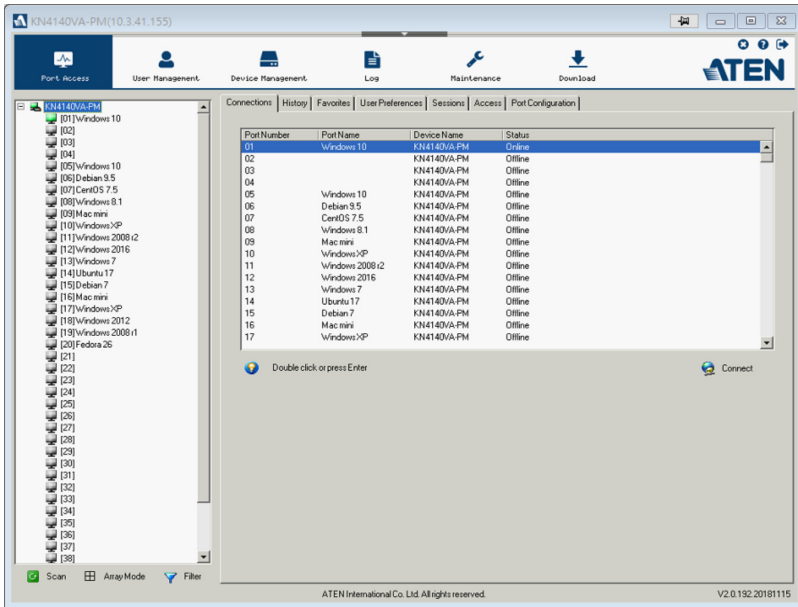 KN4140VA-PM(10.3.41.155)
Port Access User Management Device Management Log Maintenance Download
ATEN
KN4140VA-PM
[01]Windows 10
[02]
[03]
[04]
[05]Windows 10
[06]Debian 9.5
[07]CentOS 7.5
[08]Windows 8.1
[09]Mac mini
[10]WindowsXP
[11]Windows 2008 r2
[12]Windows 2016
[13]Windows 7
[14]Ubuntu 17
[15]Debian 7
[16]Mac mini
[17]WindowsXP
[18]Windows 2012
[19]Windows 2008 r1
[20]Fedora 26
[21]
[22]
[23]
[24]
[25]
[26]
[27]
[28]
[29]
[30]
[31]
[32]
[33]
[34]
[35]
[36]
[37]
[38]
Scan Array Mode Filter
Connections History Favorites User Preferences Sessions Access Port Configuration
Port Number Port Name Device Name Status
01 Windows 10 KN4140VA-PM Online
02 KN4140VA-PM Offline
03 KN4140VA-PM Offline
04 KN4140VA-PM Offline
05 Windows 10 KN4140VA-PM Offline
06 Debian 9.5 KN4140VA-PM Offline
07 CentOS 7.5 KN4140VA-PM Offline
08 Windows 8.1 KN4140VA-PM Offline
09 Mac mini KN4140VA-PM Offline
10 WindowsXP KN4140VA-PM Offline
11 Windows 2008 r2 KN4140VA-PM Offline
12 Windows 2016 KN4140VA-PM Offline
13 Windows 7 KN4140VA-PM Offline
14 Ubuntu 17 KN4140VA-PM Offline
15 Debian 7 KN4140VA-PM Offline
16 Mac mini KN4140VA-PM Offline
17 WindowsXP KN4140VA-PM Offline
Double click or press Enter Connect
ATEN International Co. Ltd. All rights reserved. V2.0.192.20181115